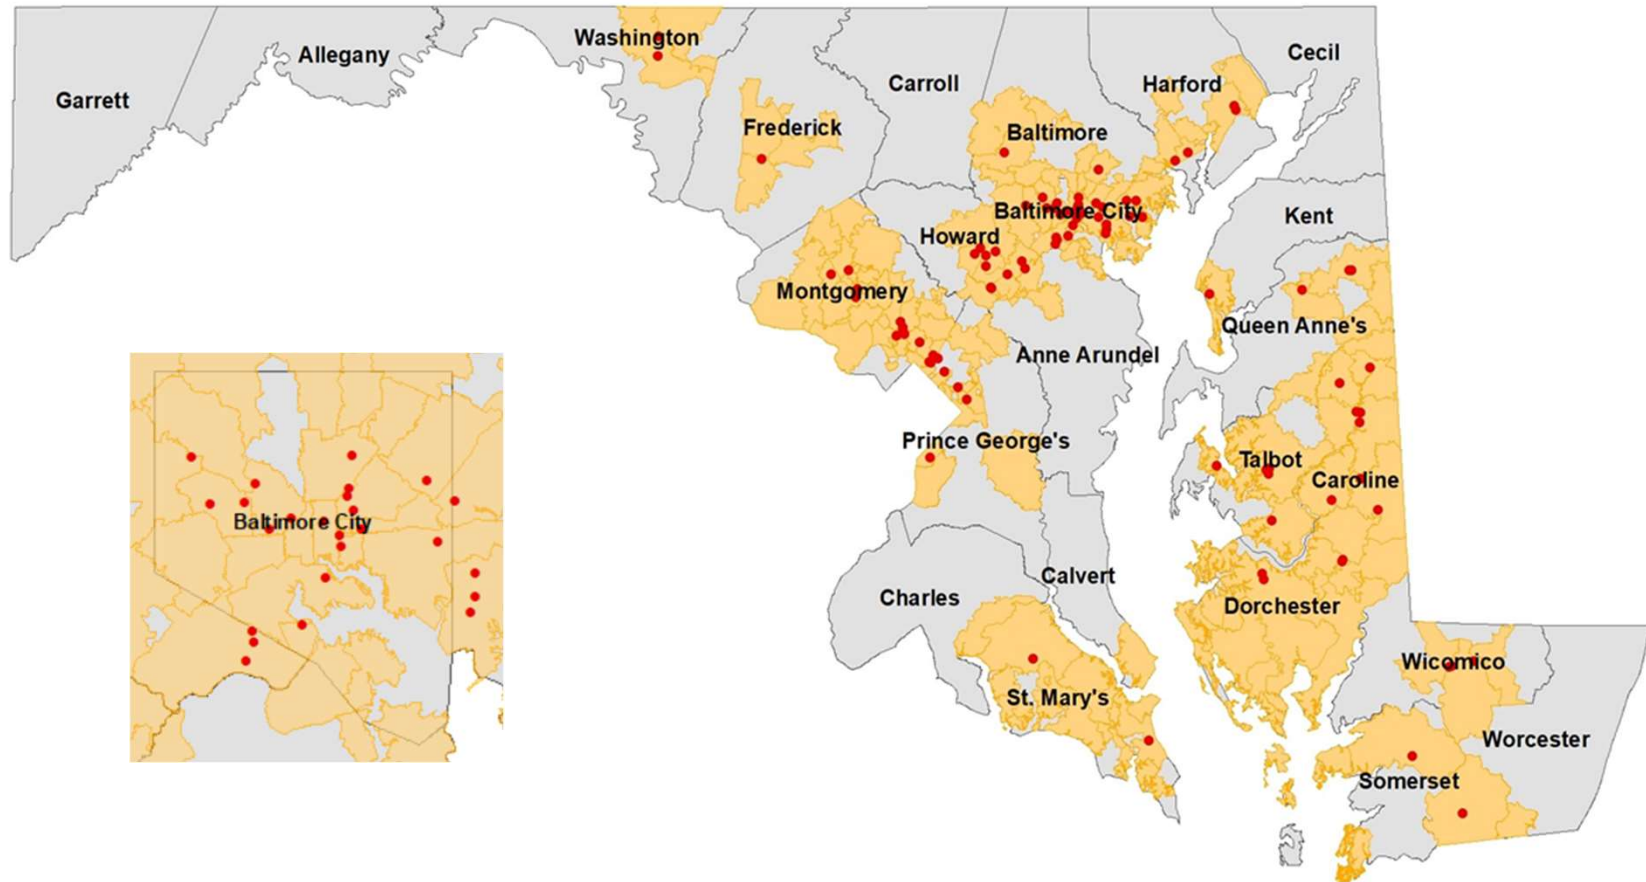 Washington
Cecil
Allegany
Carroll
Harford
Garrett
Frederick
Baltimore
Baltimore City
Kent
Howard
Montgomery
Queen Anne's
Anne Arundel
Prince George's
Talbot
Caroline
Baltimore City
Calvert
Charles
Dorchester
Wicomico
St. Mary's
Worcester
Somerset